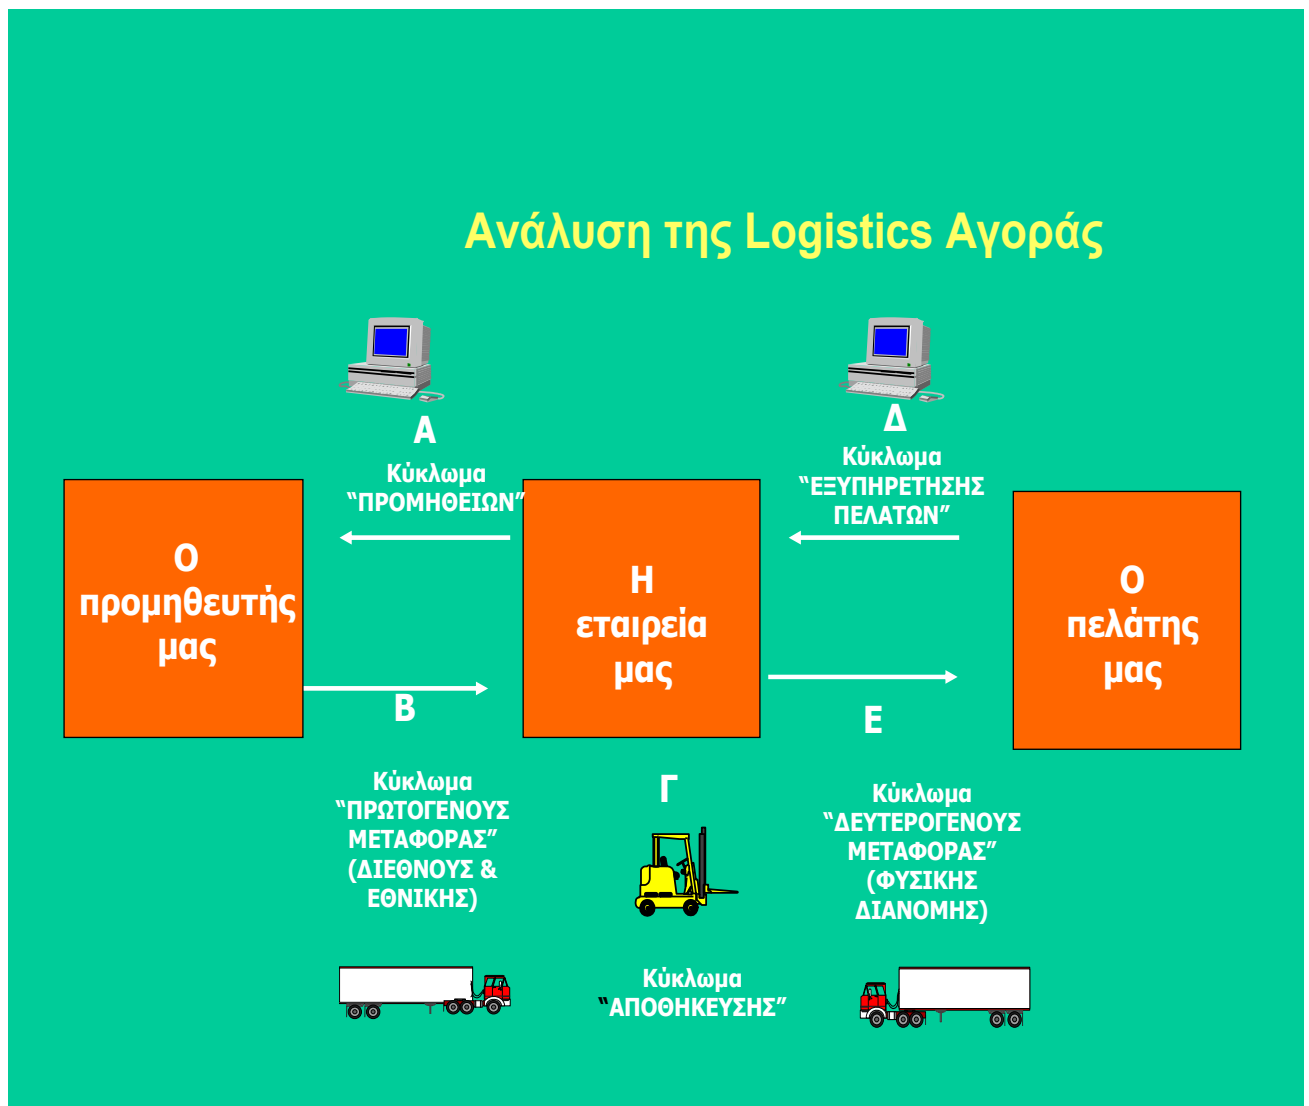 Ανάλυση της Logistics Αγοράς
Α
Κύκλωμα
“ΠΡΟΜΗΘΕΙΩΝ”
Δ
Κύκλωμα
“ΕΞΥΠΗΡΕΤΗΣΗΣ
ΠΕΛΑΤΩΝ”
Ο
προμηθευτής
μας
Η
εταιρεία
μας
Ο
πελάτης
μας
Β
Κύκλωμα
“ΠΡΩΤΟΓΕΝΟΥΣ
ΜΕΤΑΦΟΡΑΣ”
(ΔΙΕΘΝΟΥΣ &
ΕΘΝΙΚΗΣ)
Γ
Κύκλωμα
“ΑΠΟΘΗΚΕΥΣΗΣ”
Ε
Κύκλωμα
“ΔΕΥΤΕΡΟΓΕΝΟΥΣ
ΜΕΤΑΦΟΡΑΣ”
(ΦΥΣΙΚΗΣ
ΔΙΑΝΟΜΗΣ)